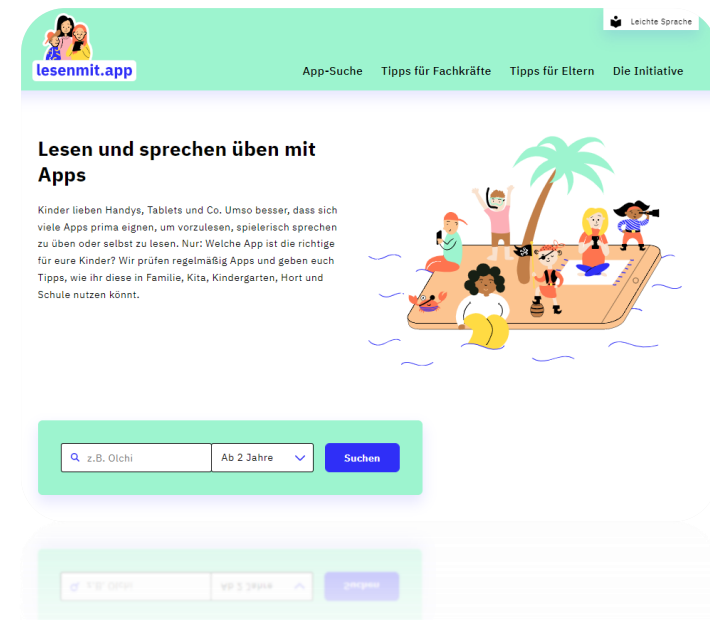 Leichte Sprache
lesenmit.app
App-Suche Tipps für Fachkräfte Tipps für Eltern Die Initiative
Lesen und sprechen üben mit
Apps
Kinder lieben Handys, Tablets und Co. Umso besser, dass sich
viele Apps prima eignen, um vorzulesen, spielerisch sprechen
zu üben oder selbst zu lesen. Nur: Welche App ist die richtige
für eure Kinder? Wir prüfen regelmäßig Apps und geben euch
Tipps, wie ihr diese in Familie, Kita, Kindergarten, Hort und
Schule nutzen könnt.
z.B. Olchi Ab 2 Jahre Suchen